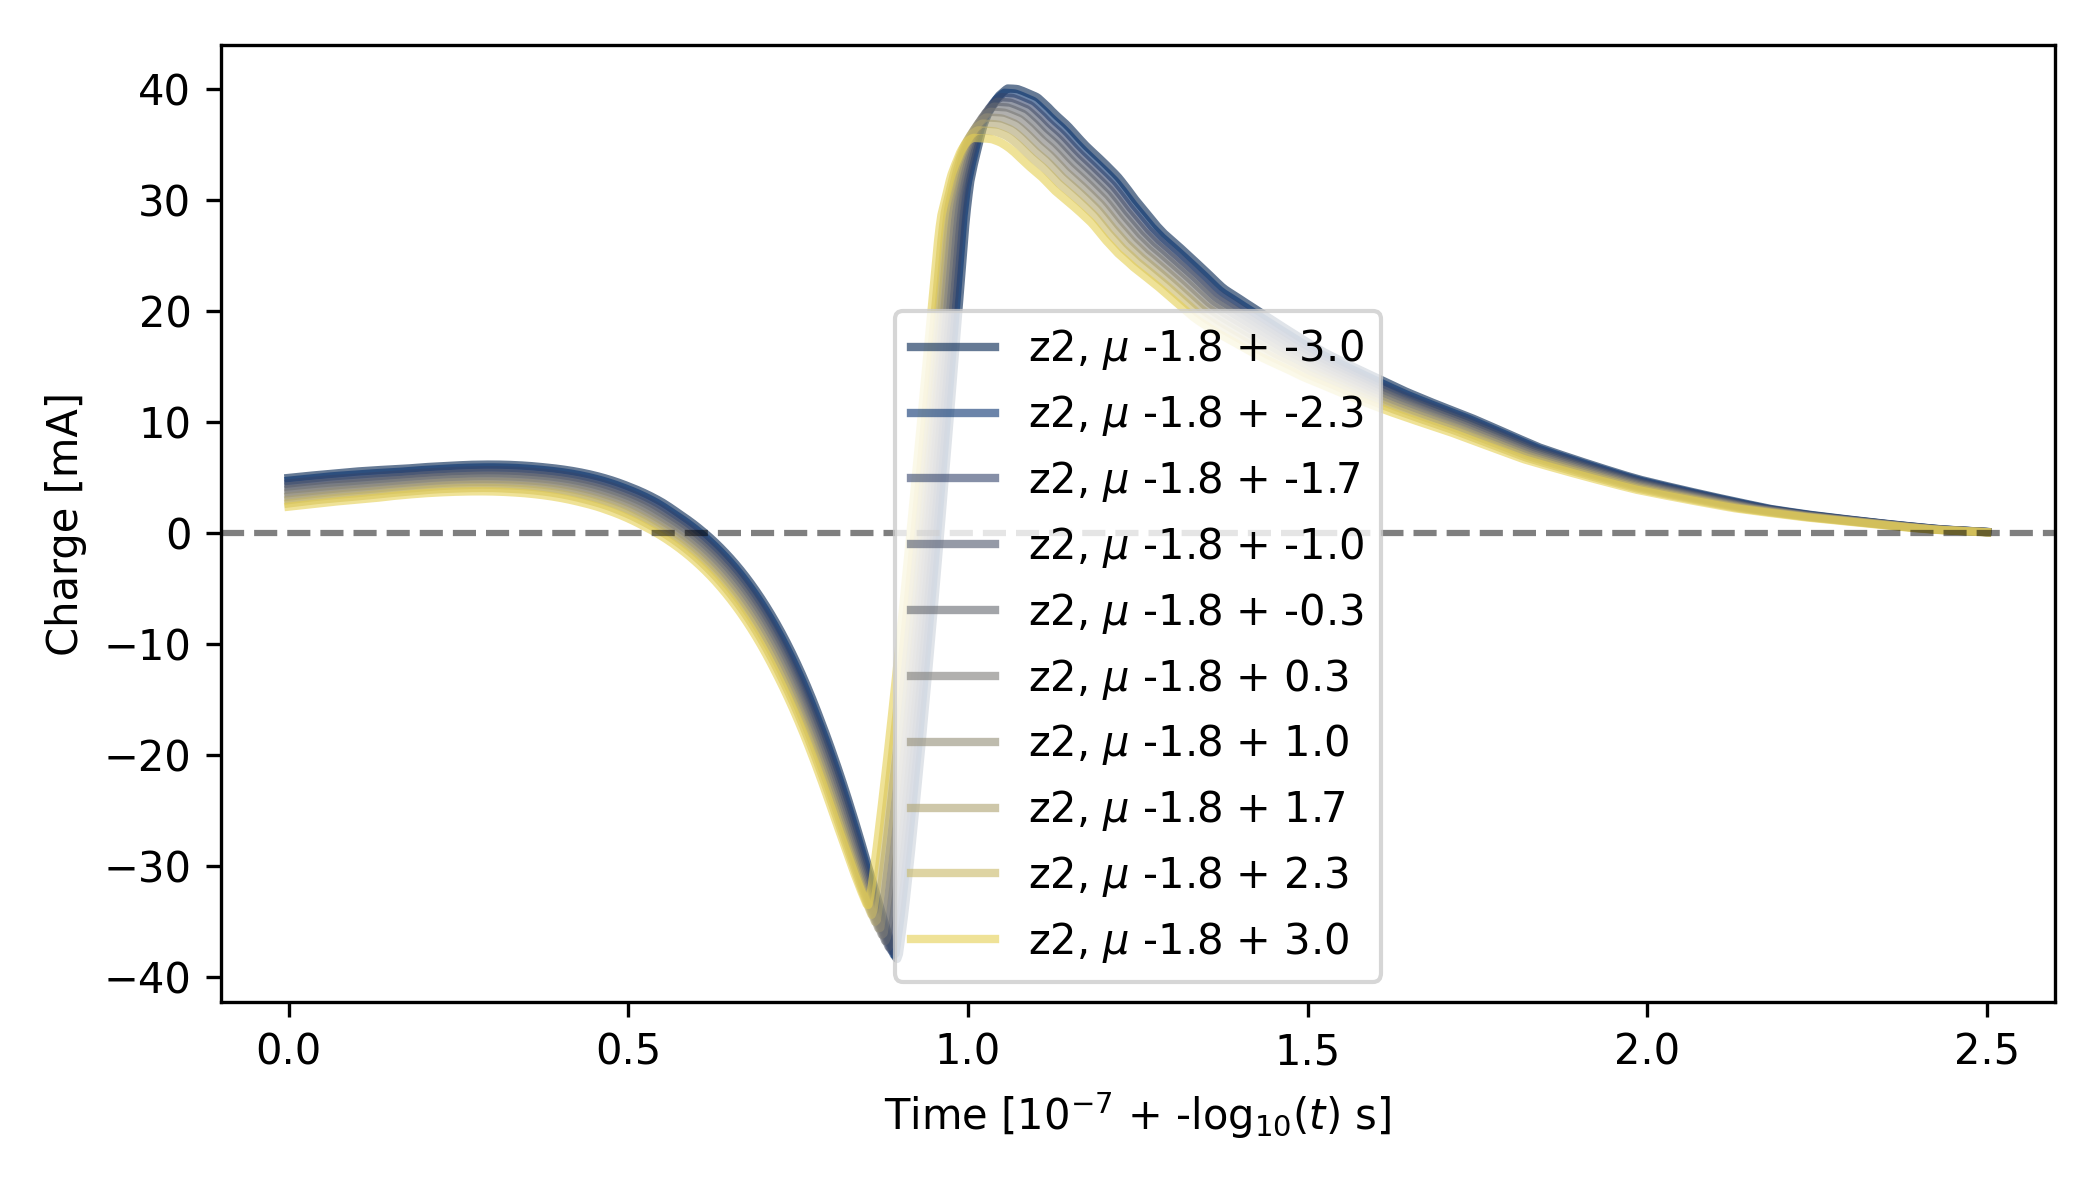 40
30
20
10
0
−10
−20
−30
−40
Charge [mA]
z2, μ -1.8 + -3.0
z2, μ -1.8 + -2.3
z2, μ -1.8 + -1.7
z2, μ -1.8 + -1.0
z2, μ -1.8 + -0.3
z2, μ -1.8 + 0.3
z2, μ -1.8 + 1.0
z2, μ -1.8 + 1.7
z2, μ -1.8 + 2.3
z2, μ -1.8 + 3.0
0.0 0.5 1.0 1.5 2.0 2.5
Time [10⁻⁷ + -log₁₀(t) s]